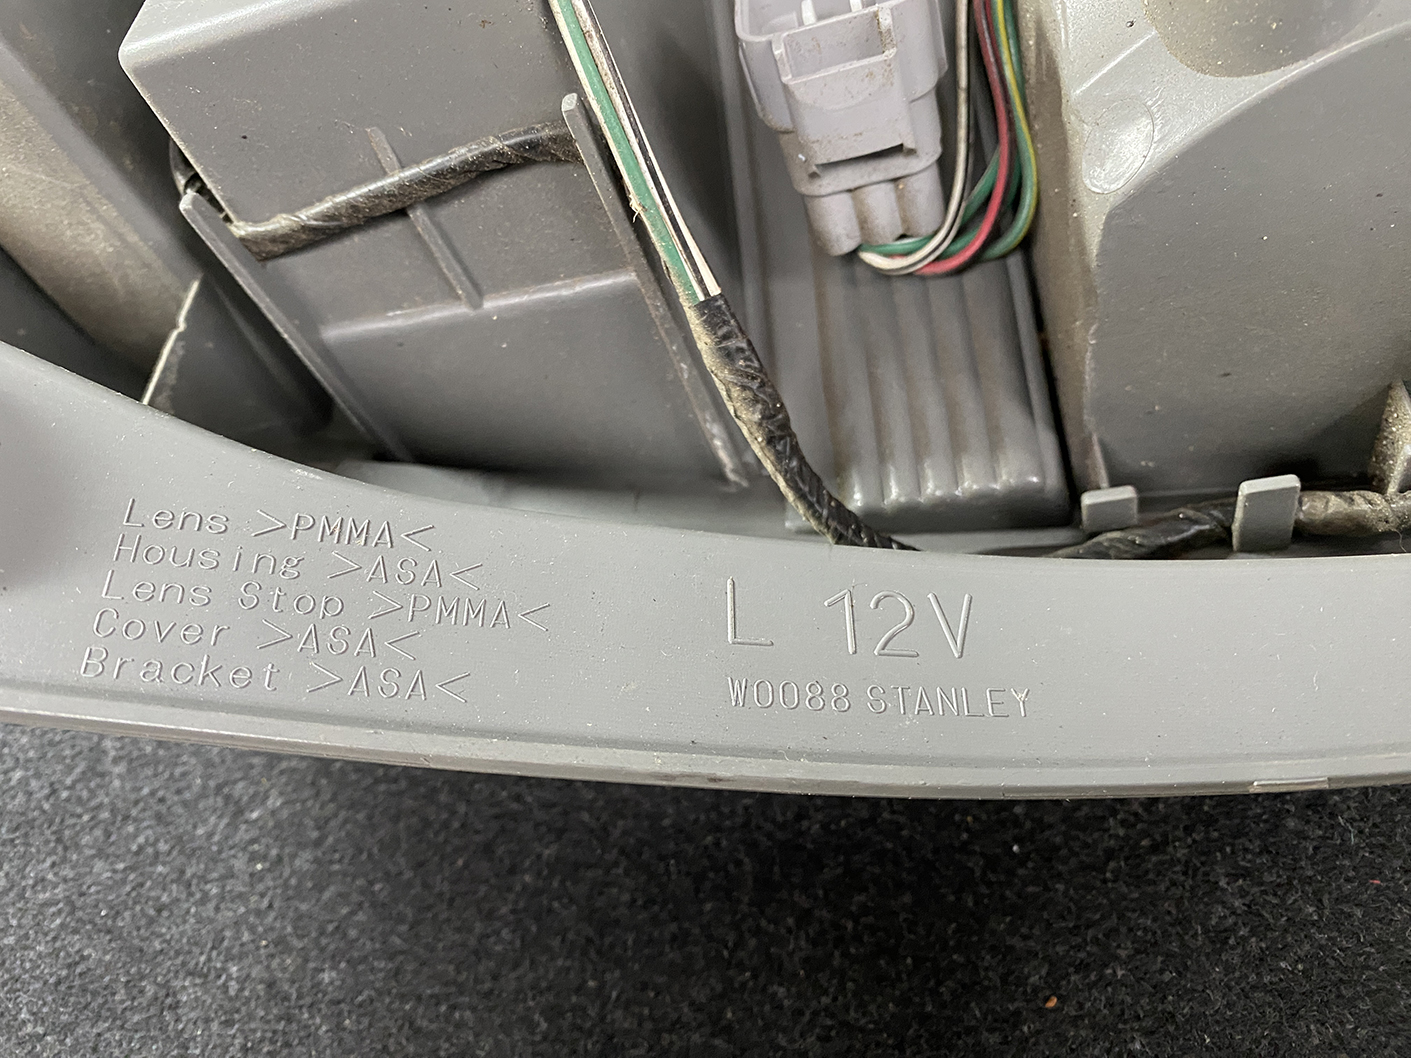 Lens >PMMA<
Housing >ASA<
Lens Stop >PMMA<
Cover >ASA<
Bracket >ASA<
L 12V
W0088 STANLEY